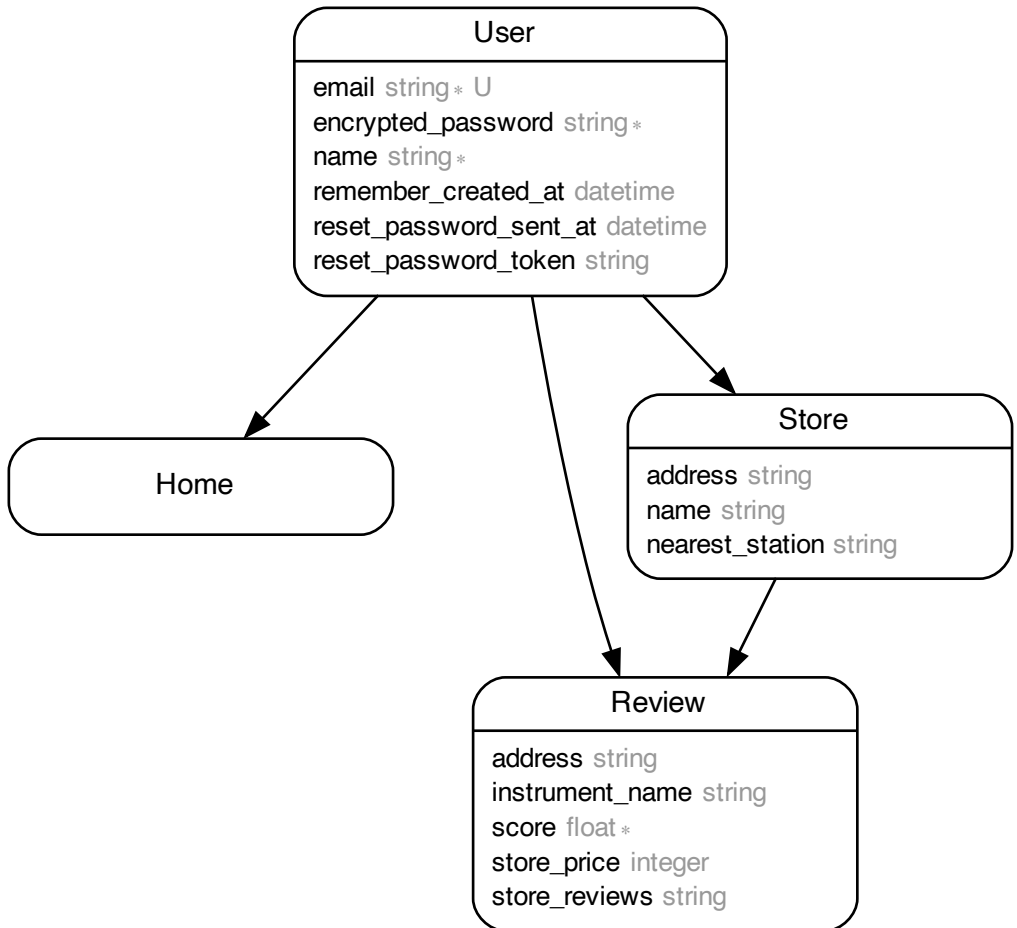 User
email string* U
encrypted_password string*
name string*
remember_created_at datetime
reset_password_sent_at datetime
reset_password_token string
Home
Store
address string
name string
nearest_station string
Review
address string
instrument_name string
score float*
store_price integer
store_reviews string